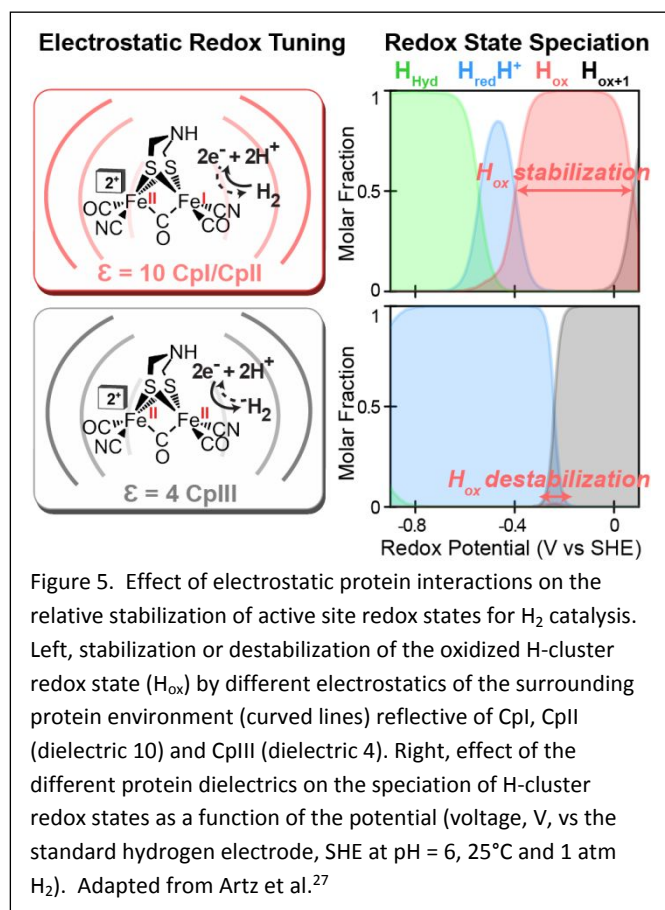 Electrostatic Redox Tuning
Redox State Speciation
NH
2e⁻ + 2H⁺
H₂
2⁺
S S
OC Fe II Fe I CN
NC C CO
O
ε = 10 CpI/CpII
NH
2e⁻ + 2H⁺
H₂
2⁺
S S
OC Fe II Fe II CN
NC C CO
O
ε = 4 CpIII
H_Hyd H_redH⁺ H_ox H_ox+1
1
0.5
0
Molar Fraction
H_ox stabilization
1
0.5
0
Molar Fraction
H_ox destabilization
-0.8 -0.4 0
Redox Potential (V vs SHE)
Figure 5. Effect of electrostatic protein interactions on the
relative stabilization of active site redox states for H₂ catalysis.
Left, stabilization or destabilization of the oxidized H-cluster
redox state (H_ox) by different electrostatics of the surrounding
protein environment (curved lines) reflective of CpI, CpII
(dielectric 10) and CpIII (dielectric 4). Right, effect of the
different protein dielectrics on the speciation of H-cluster
redox states as a function of the potential (voltage, V, vs the
standard hydrogen electrode, SHE at pH = 6, 25°C and 1 atm
H₂). Adapted from Artz et al.²⁷